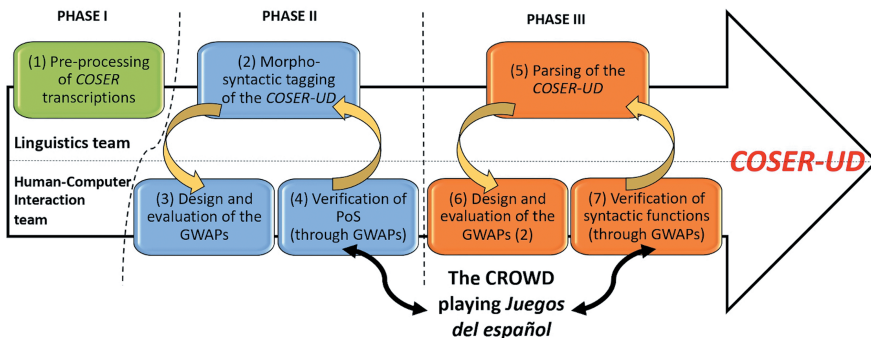 PHASE I
PHASE II
PHASE III
(1) Pre-processing
of COSER
transcriptions
(2) Morpho-
syntactic tagging
of the COSER-UD
(5) Parsing of the
COSER-UD
Linguistics team
COSER-UD
Human-Computer
Interaction
team
(3) Design and
evaluation of the
GWAPs
(4) Verification of
PoS
(through GWAPs)
(6) Design and
evaluation of the
GWAPs (2)
(7) Verification of
syntactic functions
(through GWAPs)
The CROWD
playing Juegos
del español